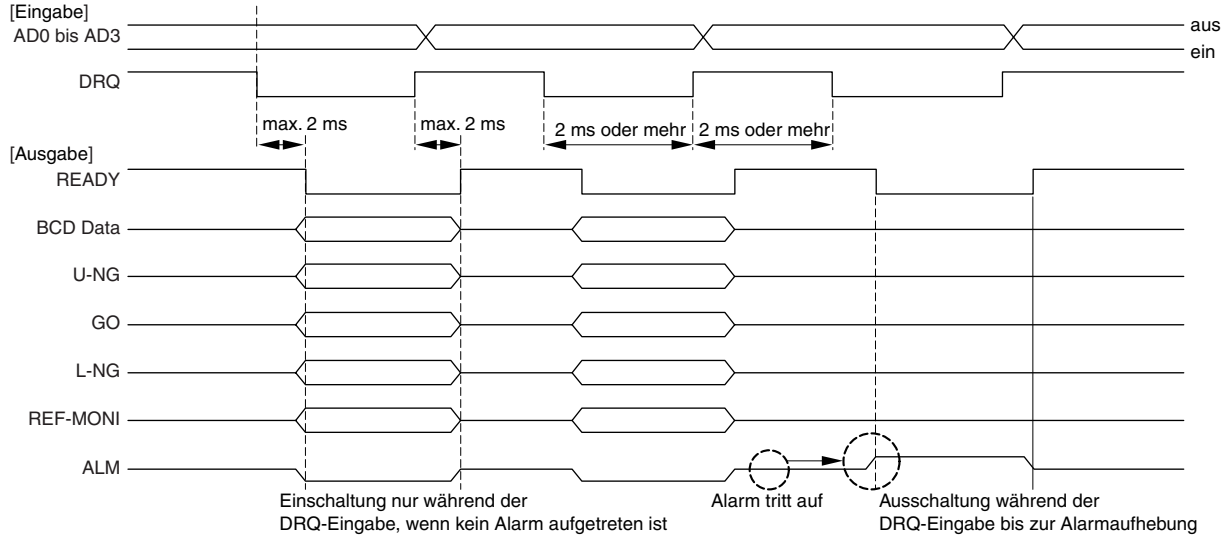 [Eingabe]
AD0 bis AD3
aus
ein
DRQ
max. 2 ms
max. 2 ms
2 ms oder mehr
2 ms oder mehr
[Ausgabe]
READY
BCD Data
U-NG
GO
L-NG
REF-MONI
ALM
Einschaltung nur während der
DRQ-Eingabe, wenn kein Alarm aufgetreten ist
Alarm tritt auf
Ausschaltung während der
DRQ-Eingabe bis zur Alarmaufhebung